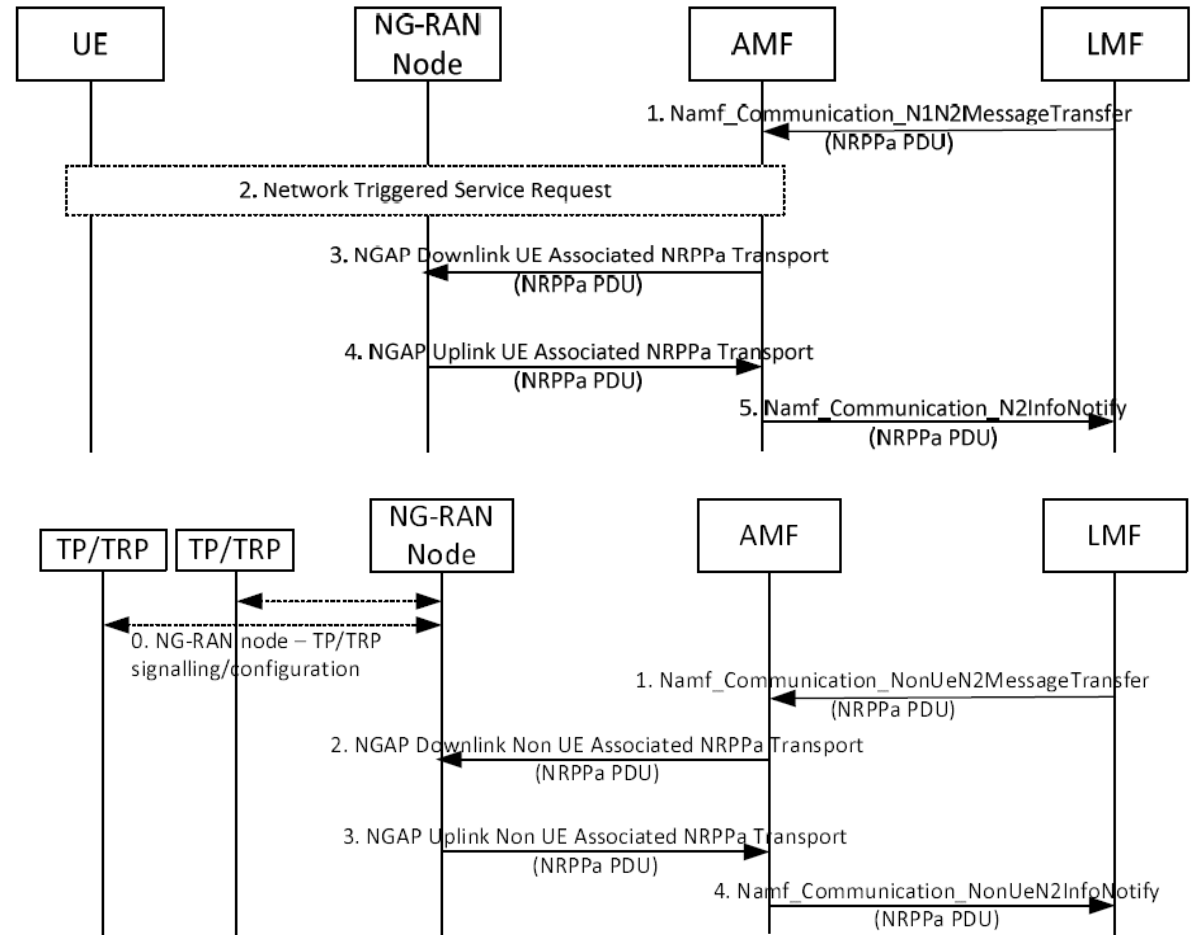 UE
NG-RAN
Node
AMF
LMF
1. Namf_Communication_N1N2MessageTransfer
(NRPPa PDU)
2. Network Triggered Service Request
3. NGAP Downlink UE Associated NRPPa Transport
(NRPPa PDU)
4. NGAP Uplink UE Associated NRPPa Transport
(NRPPa PDU)
5. Namf_Communication_N2InfoNotify
(NRPPa PDU)
TP/TRP
TP/TRP
NG-RAN
Node
AMF
LMF
0. NG-RAN node – TP/TRP
signalling/configuration
1. Namf_Communication_NonUeN2MessageTransfer
(NRPPa PDU)
2. NGAP Downlink Non UE Associated NRPPa Transport
(NRPPa PDU)
3. NGAP Uplink Non UE Associated NRPPa Transport
(NRPPa PDU)
4. Namf_Communication_NonUeN2InfoNotify
(NRPPa PDU)